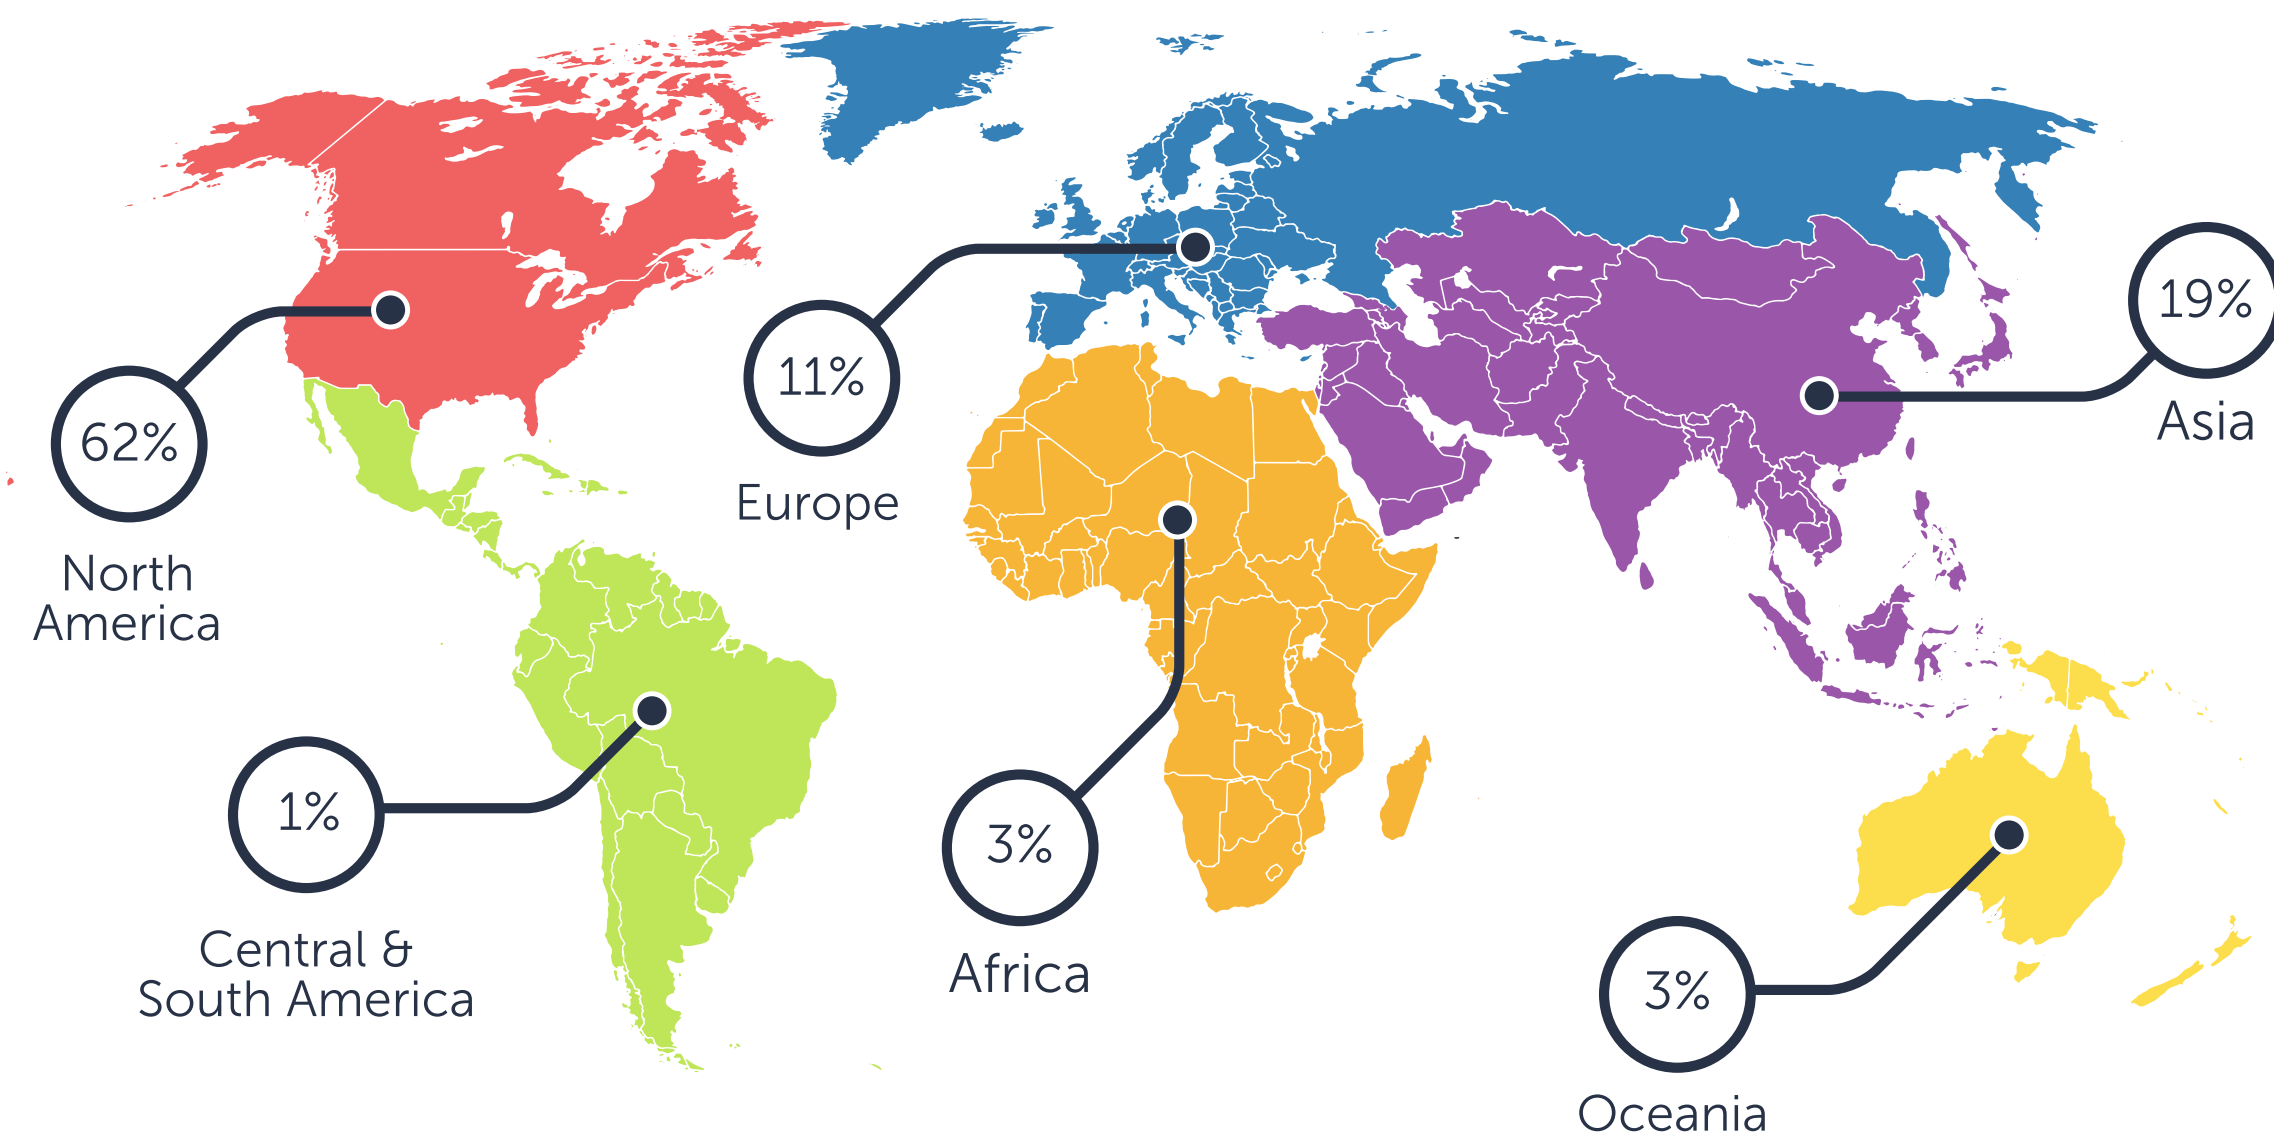 62%
North
America
11%
Europe
19%
Asia
1%
Central &
South America
3%
Africa
3%
Oceania